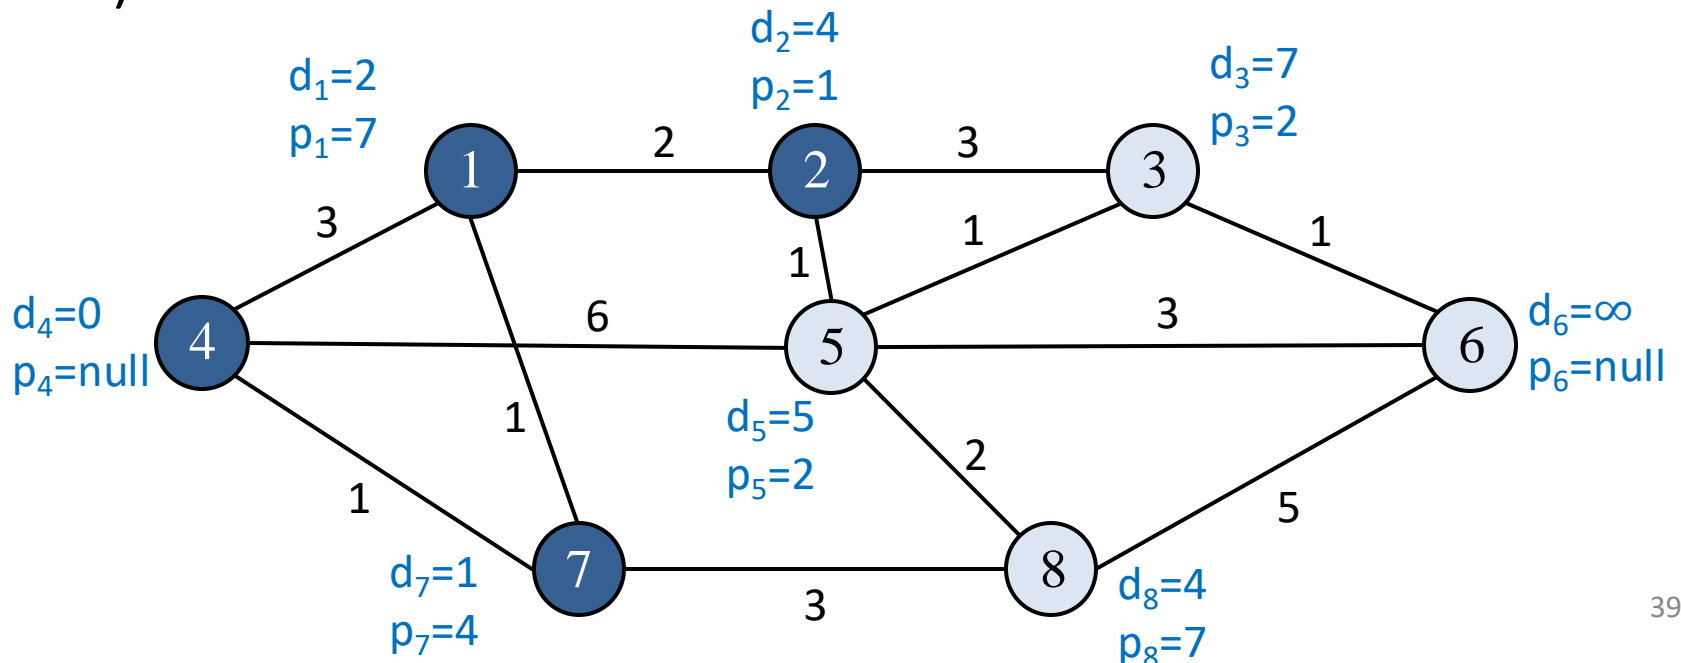 )
d₂=4
p₂=1
d₁=2
p₁=7
d₃=7
p₃=2
1
2
2
3
3
3
1
1
1
d₄=0
p₄=null
4
6
5
3
6
d₆=∞
p₆=null
d₅=5
p₅=2
1
1
2
5
7
3
8
d₇=1
p₇=4
d₈=4
p₈=7
39